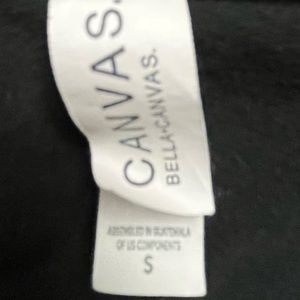 CANVAS.
BELLA+CANVAS.
ASSEMBLED IN GUATEMALA
OF US COMPONENTS
S